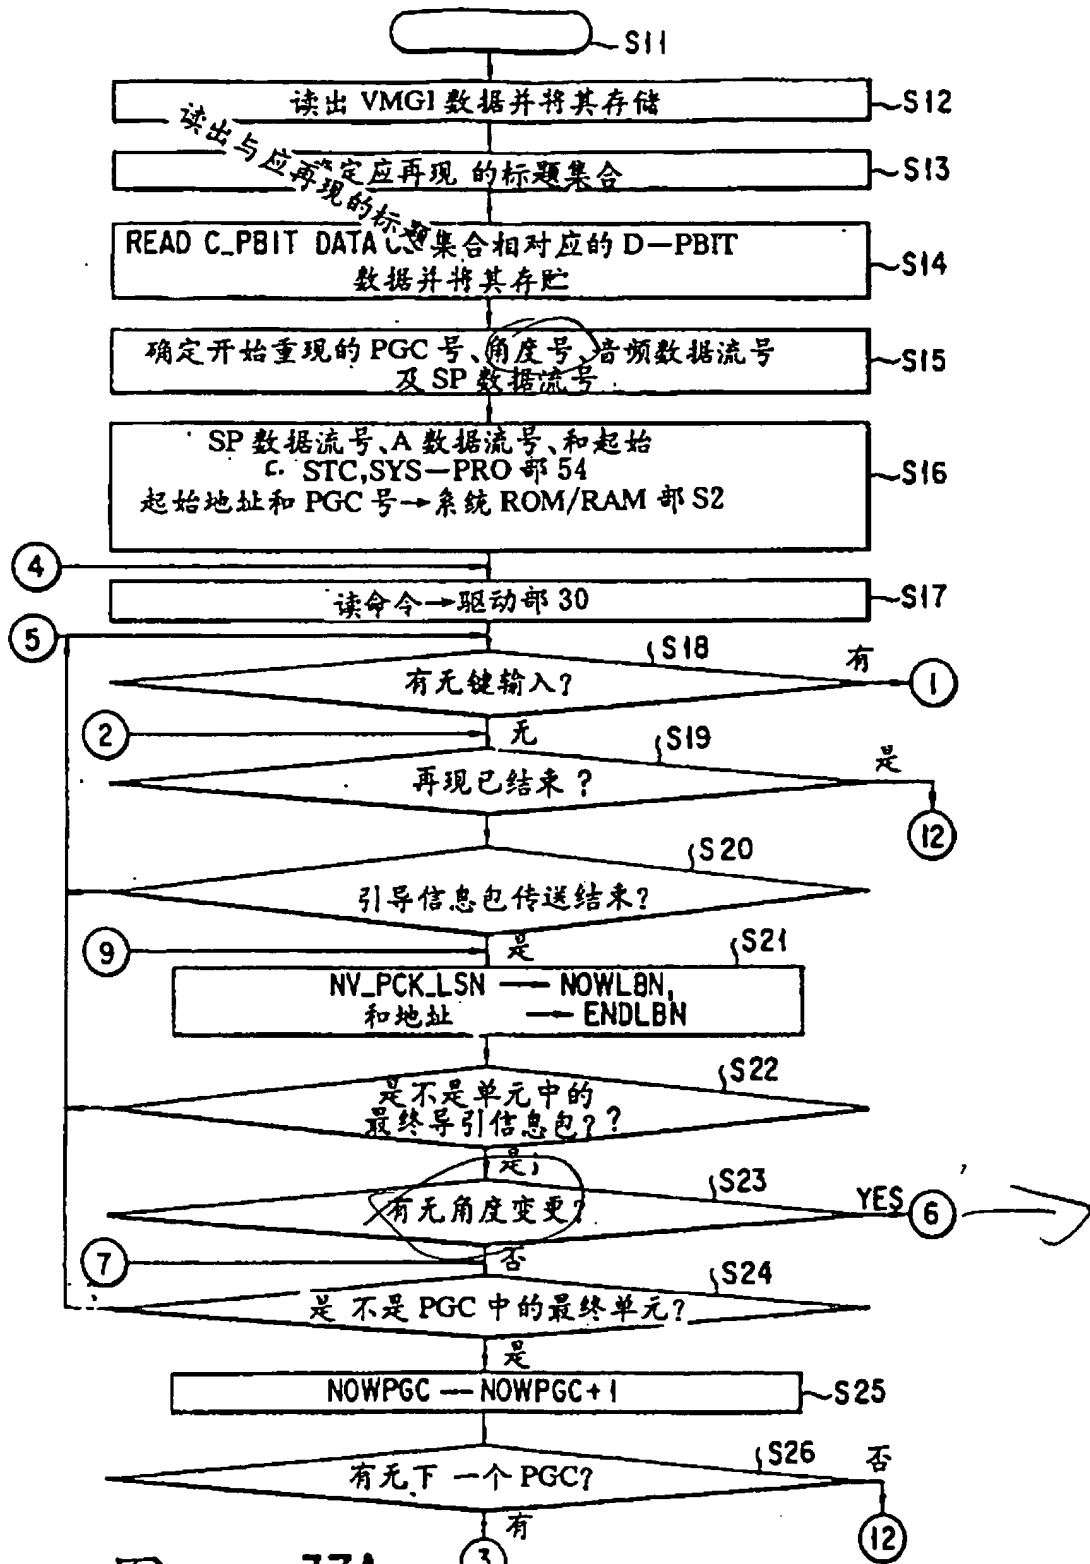 S11
读出 VMGI 数据并将其存储
S12
读出与应再现的标题
定应再现 的标题集合
S13
READ C_PBIT DATA 集合相对应的 D—PBIT
数据并将其存贮
S14
确定开始重现的 PGC 号、角度号、音频数据流号
及 SP 数据流号
S15
SP 数据流号、A 数据流号、和起始
STC,SYS—PRO 部 54
起始地址和 PGC 号→系统 ROM/RAM 部 S2
S16
4
读命令→驱动部 30
S17
5
S18
有无键输入?
有
1
2
无
S19
再现已结束 ?
是
12
S20
引导信息包传送结束?
9
是
S21
NV_PCK_LSN → NOWLBN,
和地址 → ENDLBN
S22
是不是单元中的
最终导引信息包??
是;
S23
有无角度变更?
YES
6
7
否
S24
是 不是 PGC 中的最终单元?
是
NOWPGC — NOWPGC+1
S25
S26
有无下 一个 PGC?
否
12
有
3